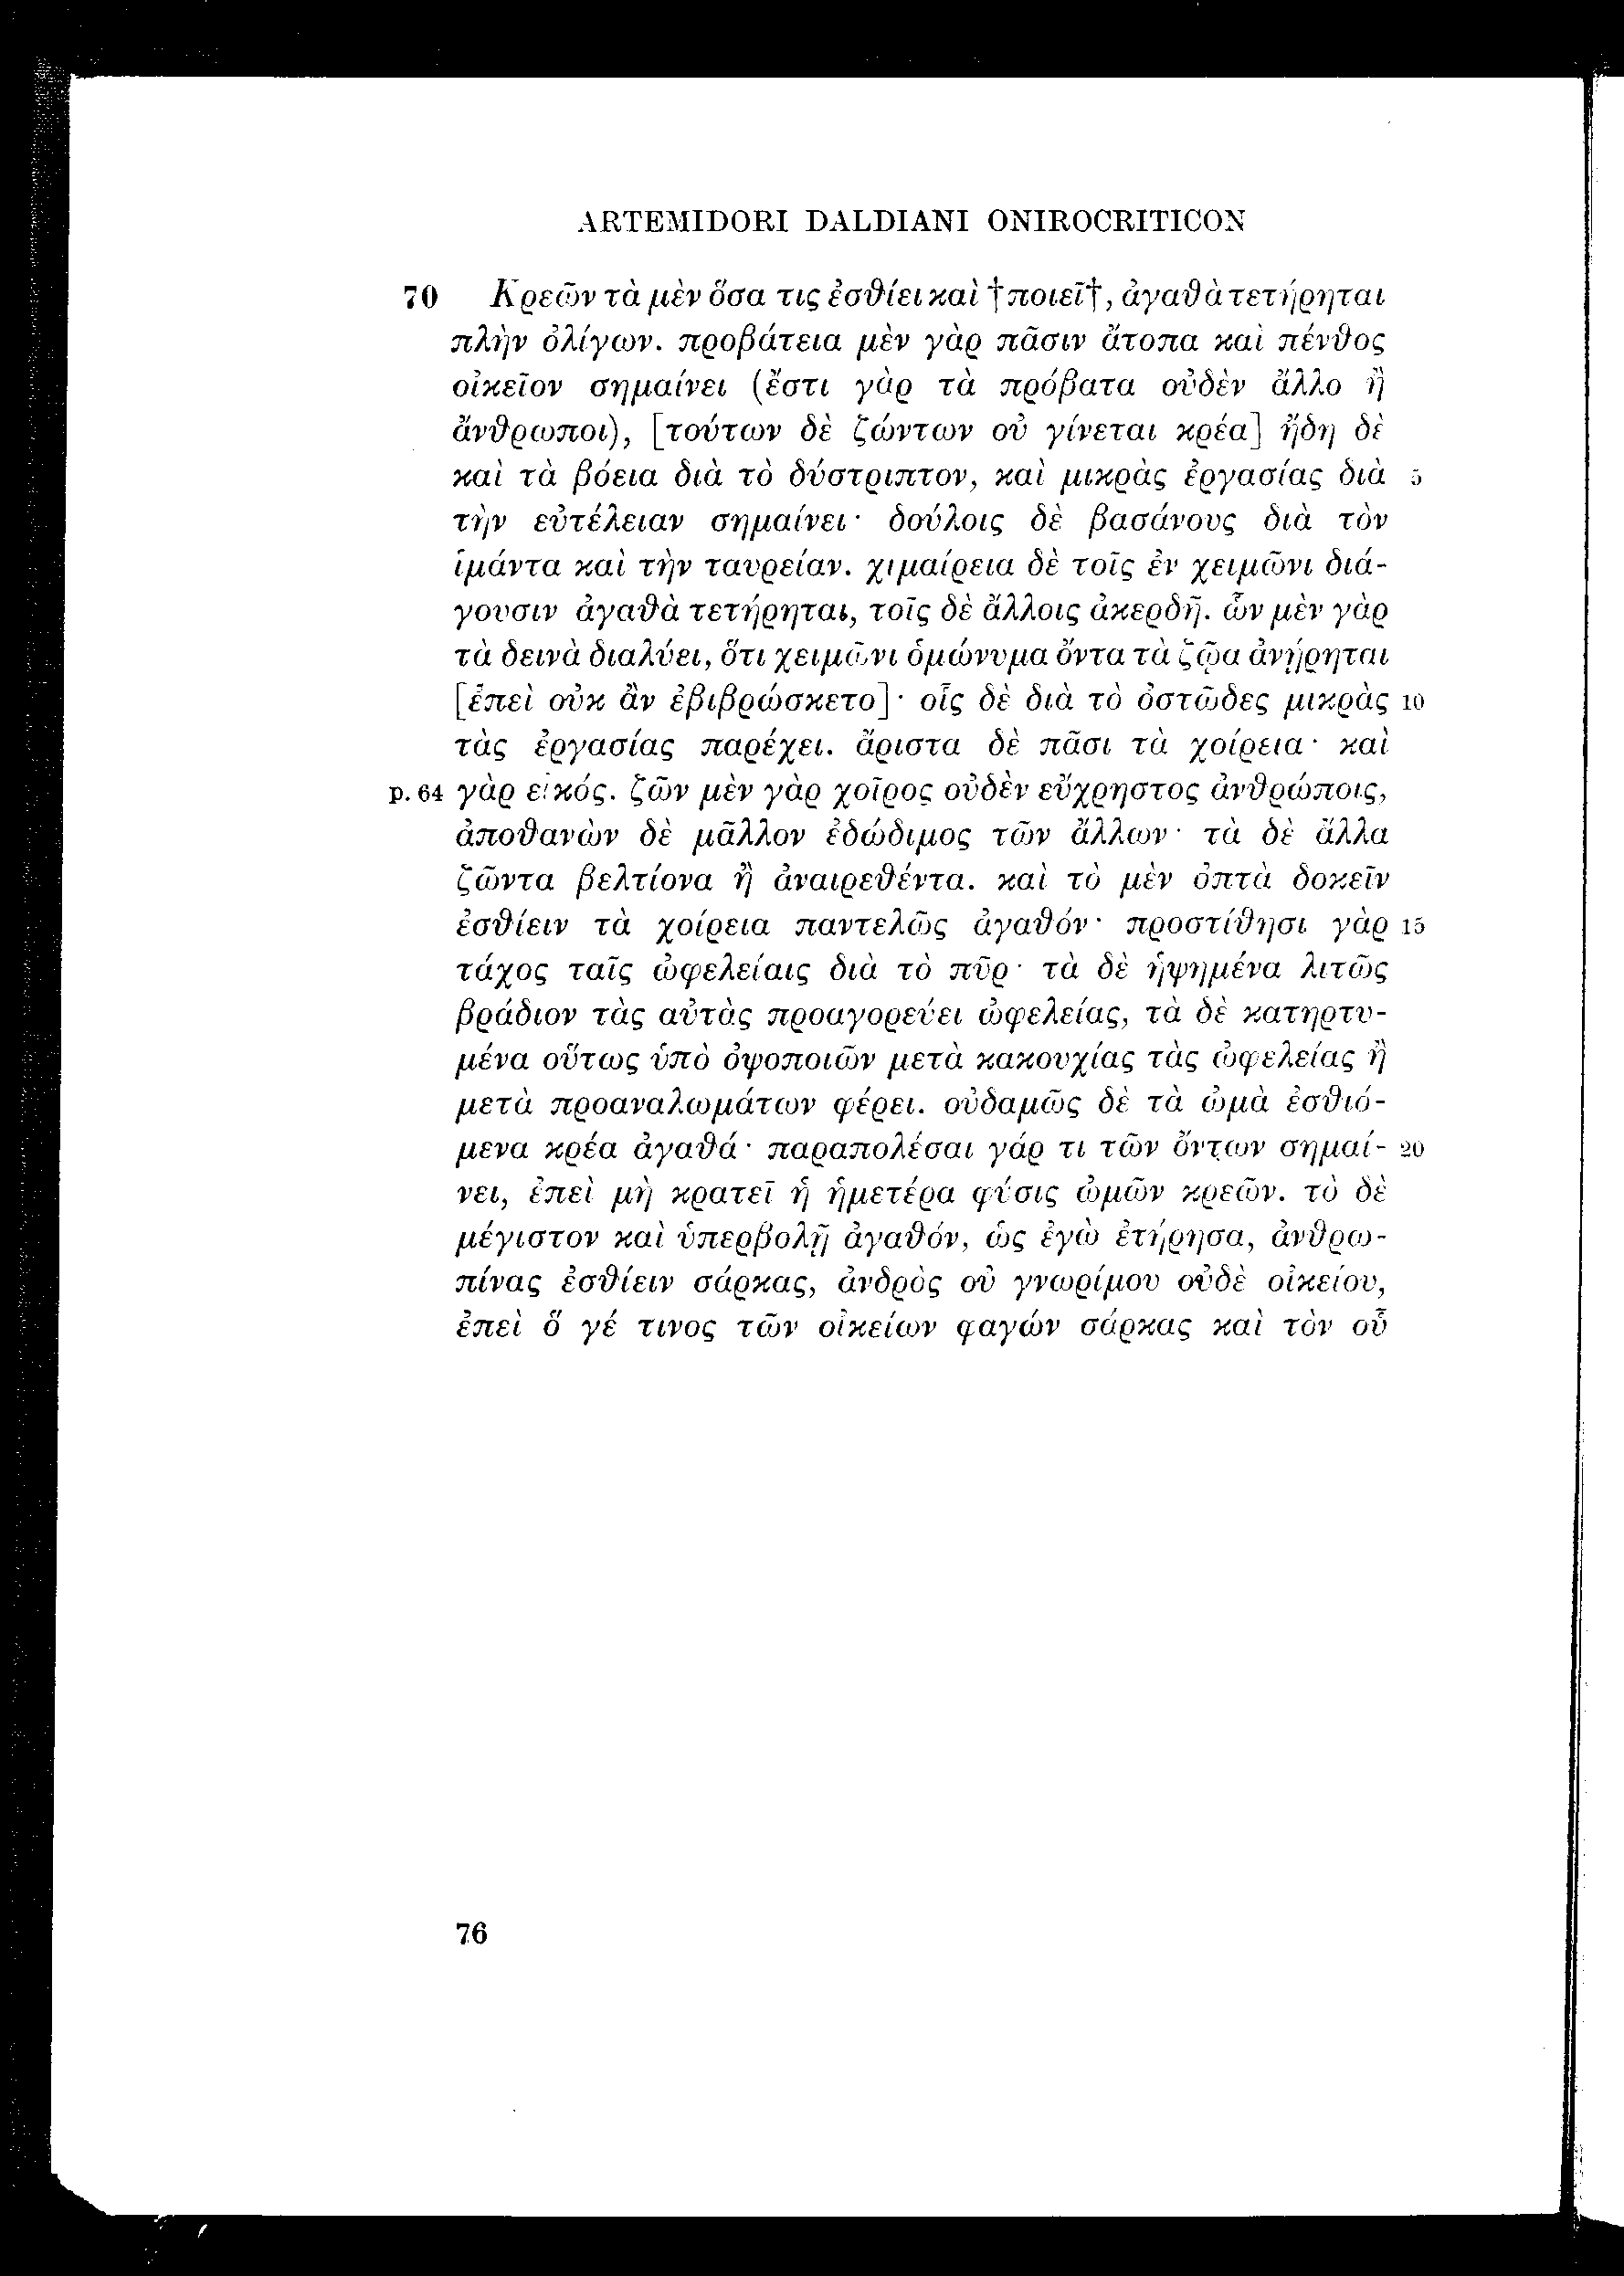 ARTEMIDORI DALDIANI ONIROCRITICON
70 Κρεῶν τὰ μὲν ὅσα τις ἐσθίει καὶ †ποιεῖ†, ἀγαθὰ τετήρηται
πλὴν ὀλίγων. προβάτεια μὲν γὰρ πᾶσιν ἄτοπα καὶ πένθος
οἰκεῖον σημαίνει (ἔστι γὰρ τὰ πρόβατα οὐδὲν ἄλλο ἢ
ἄνθρωποι), [τούτων δὲ ζώντων οὐ γίνεται κρέα] ἤδη δὲ
καὶ τὰ βόεια διὰ τὸ δύστριπτον, καὶ μικρὰς ἐργασίας διὰ 5
τὴν εὐτέλειαν σημαίνει· δούλοις δὲ βασάνους διὰ τὸν
ἱμάντα καὶ τὴν ταυρείαν. χιμαίρεια δὲ τοῖς ἐν χειμῶνι διά-
γουσιν ἀγαθὰ τετήρηται, τοῖς δὲ ἄλλοις ἀκερδῆ. ὧν μὲν γὰρ
τὰ δεινὰ διαλύει, ὅτι χειμῶνι ὁμώνυμα ὄντα τὰ ζῷα ἀνῄρηται
[ἐπεὶ οὐκ ἂν ἐβιβρώσκετο]· οἷς δὲ διὰ τὸ ὀστῶδες μικρὰς 10
τὰς ἐργασίας παρέχει. ἄριστα δὲ πᾶσι τὰ χοίρεια· καὶ
p. 64 γὰρ εἰκός. ζῶν μὲν γὰρ χοῖρος οὐδὲν εὔχρηστος ἀνθρώποις,
ἀποθανὼν δὲ μᾶλλον ἐδώδιμος τῶν ἄλλων· τὰ δὲ ἄλλα
ζῶντα βελτίονα ἢ ἀναιρεθέντα. καὶ τὸ μὲν ὀπτὰ δοκεῖν
ἐσθίειν τὰ χοίρεια παντελῶς ἀγαθόν· προστίθησι γὰρ 15
τάχος ταῖς ὠφελείαις διὰ τὸ πῦρ· τὰ δὲ ἡψημένα λιτῶς
βράδιον τὰς αὐτὰς προαγορεύει ὠφελείας, τὰ δὲ κατηρτυ-
μένα οὕτως ὑπὸ ὀψοποιῶν μετὰ κακουχίας τὰς ὠφελείας ἢ
μετὰ προαναλωμάτων φέρει. οὐδαμῶς δὲ τὰ ὠμὰ ἐσθιό-
μενα κρέα ἀγαθά· παραπολέσαι γάρ τι τῶν ὄντων σημαί- 20
νει, ἐπεὶ μὴ κρατεῖ ἡ ἡμετέρα φύσις ὠμῶν κρεῶν. τὸ δὲ
μέγιστον καὶ ὑπερβολῇ ἀγαθόν, ὡς ἐγὼ ἐτήρησα, ἀνθρω-
πίνας ἐσθίειν σάρκας, ἀνδρὸς οὐ γνωρίμου οὐδὲ οἰκείου,
ἐπεὶ ὅ γέ τινος τῶν οἰκείων φαγών σάρκας καὶ τὸν οὗ
76